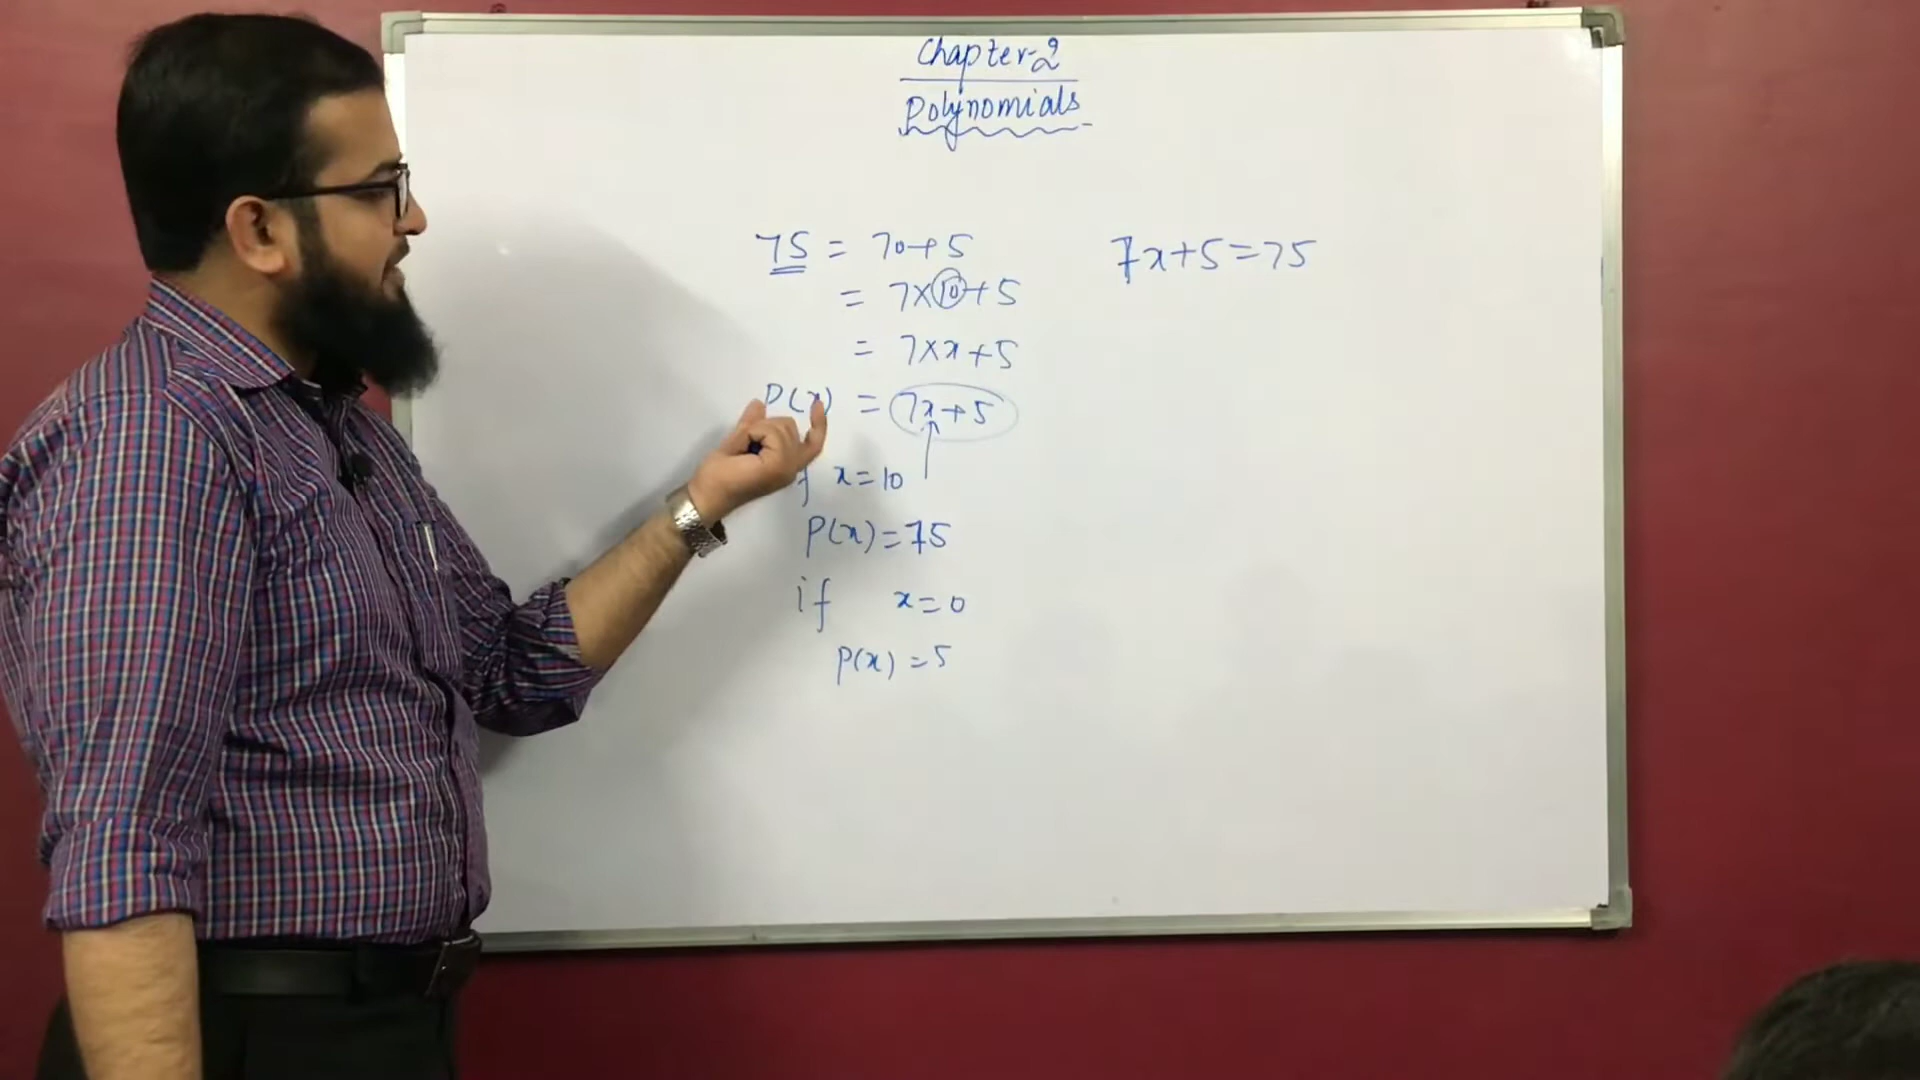 Chapter-2
Polynomials
75 = 70+5
= 7×10+5
= 7×x+5
P(x) = 7x+5
x=10
P(x)=75
if x=0
P(x)=5
7x+5=75